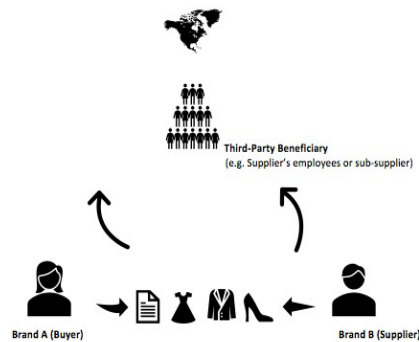 Third-Party Beneficiary
(e.g. Supplier's employees or sub-supplier)
Brand A (Buyer)
Brand B (Supplier)